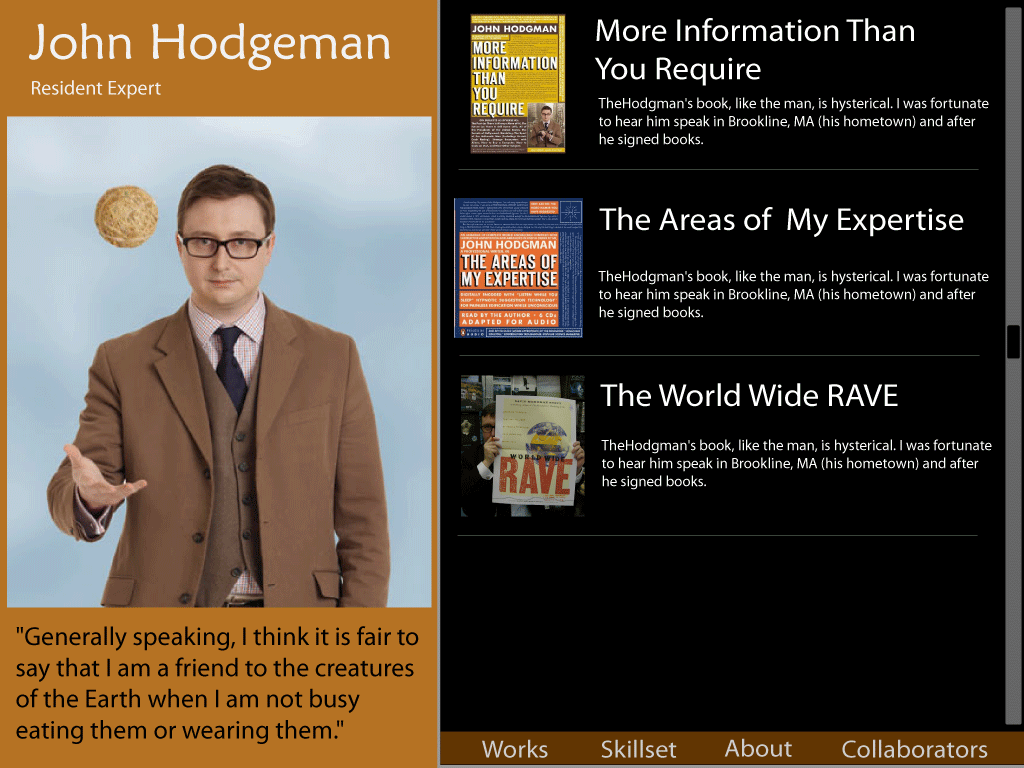 John Hodgeman
Resident Expert
"Generally speaking, I think it is fair to
say that I am a friend to the creatures
of the Earth when I am not busy
eating them or wearing them."
JOHN HODGMAN
MORE
INFORMATION
THAN
YOU
REQUIRE
More Information Than
You Require
TheHodgman's book, like the man, is hysterical. I was fortunate
to hear him speak in Brookline, MA (his hometown) and after
he signed books.
JOHN HODGMAN
THE AREAS OF
MY EXPERTISE
READ BY THE AUTHOR • 6 CDs
ADAPTED FOR AUDIO
The Areas of  My Expertise
TheHodgman's book, like the man, is hysterical. I was fortunate
to hear him speak in Brookline, MA (his hometown) and after
he signed books.
WORLD WIDE
RAVE
The World Wide RAVE
TheHodgman's book, like the man, is hysterical. I was fortunate
to hear him speak in Brookline, MA (his hometown) and after
he signed books.
Works Skillset About Collaborators